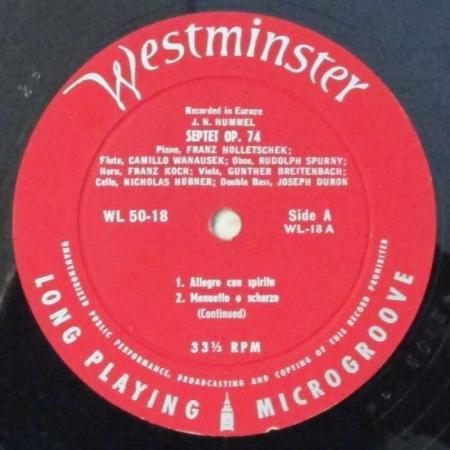 Westminster
Recorded in Europe
J. N. HUMMEL
SEPTET OP. 74
Piano, FRANZ HOLLETSCHEK;
Flute, CAMILLO WANAUSEK; Oboe, RUDOLPH SPURNY;
Horn, FRANZ KOCH; Viola, GUNTHER BREITENBACH;
Cello, NICHOLAS HÜBNER; Double Bass, JOSEPH DURON
WL 50-18
Side A
WL-18 A
1. Allegro con spirito
2. Menuetto o scherzo
(Continued)
33⅓ RPM
UNAUTHORIZED PUBLIC PERFORMANCE, BROADCASTING AND COPYING OF THIS RECORD PROHIBITED
LONG PLAYING MICROGROOVE